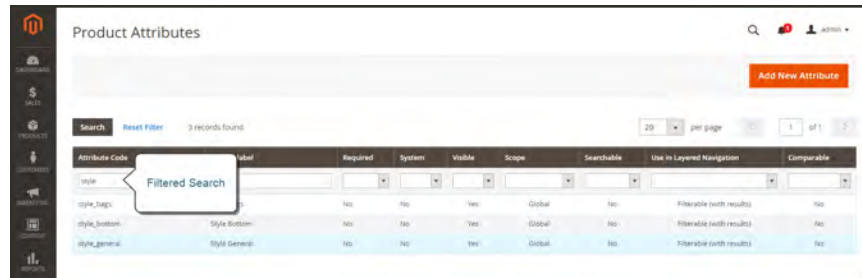 Product Attributes
admin
Add New Attribute
Search Reset Filter 3 records found
20 per page 1 of 1
Attribute Code label Required System Visible Scope Searchable Use in Layered Navigation Comparable
style
Filtered Search
style_bags gs No No Yes Global No Filterable (with results) No
style_bottom Style Bottom No No Yes Global No Filterable (with results) No
style_general Style General No No Yes Global No Filterable (with results) No
DASHBOARD
SALES
PRODUCTS
CUSTOMERS
MARKETING
CONTENT
REPORTS